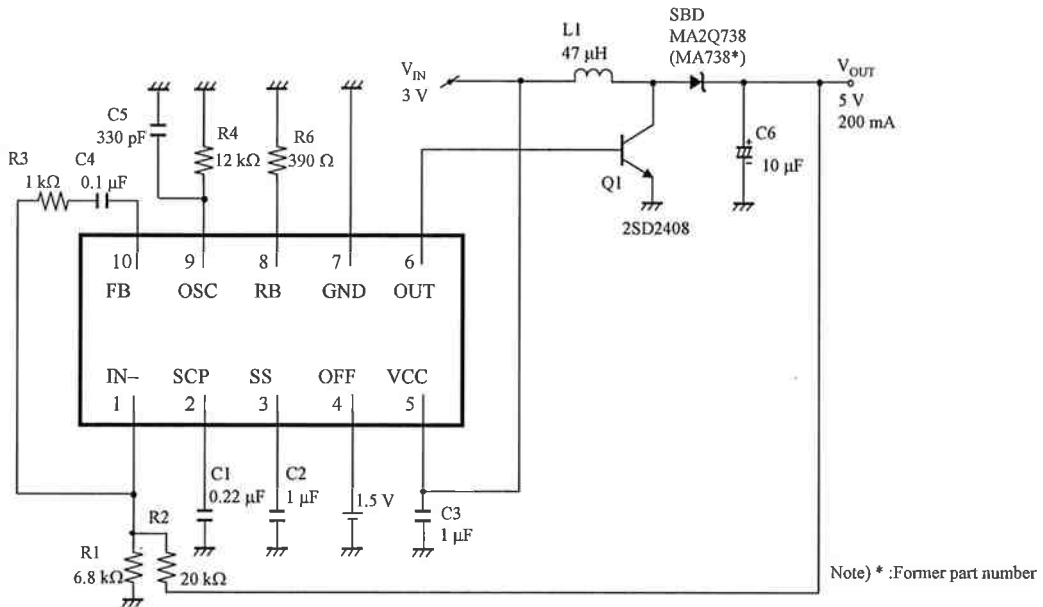 SBD
MA2Q738
(MA738*)
L1
47 μH
VIN
3 V
VOUT
5 V
200 mA
C5
330 pF
R4
12 kΩ
R6
390 Ω
C6
+
10 μF
−
R3
1 kΩ
C4
0.1 μF
Q1
2SD2408
10 9 8 7 6
FB OSC RB GND OUT
IN− SCP SS OFF VCC
1 2 3 4 5
C1
0.22 μF
C2
1 μF
1.5 V
C3
1 μF
R1
6.8 kΩ
R2
20 kΩ
Note) * :Former part number